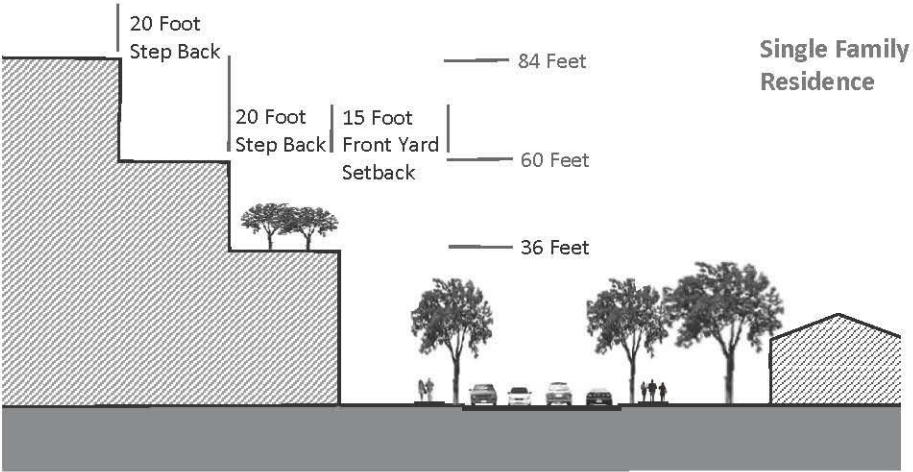 20 Foot
Step Back
84 Feet
Single Family
Residence
20 Foot
Step Back
15 Foot
Front Yard
Setback
60 Feet
36 Feet